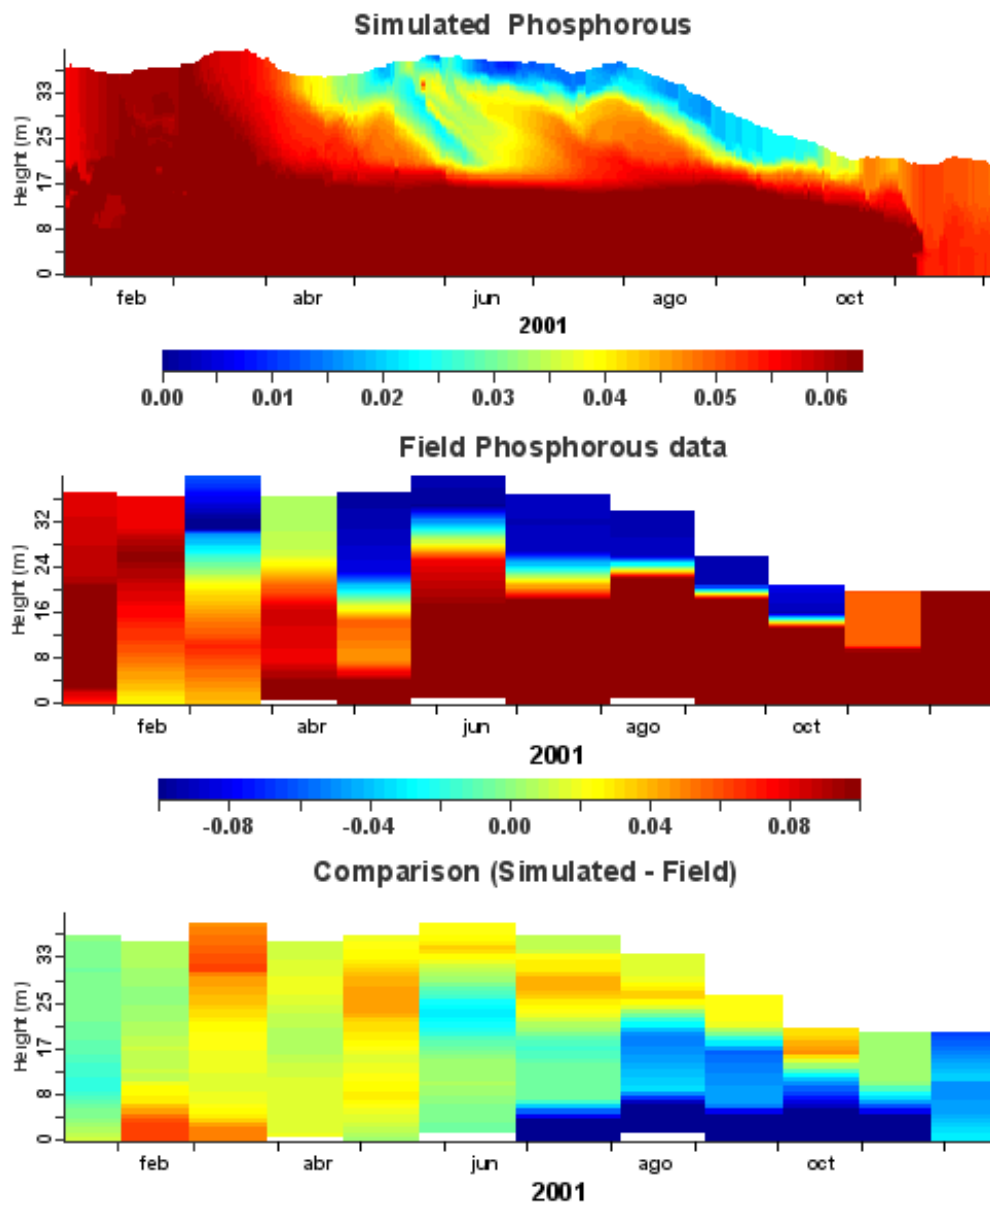 Simulated Phosphorous
Height (m)
33
25
17
8
0
feb abr jun ago oct
2001
0.00 0.01 0.02 0.03 0.04 0.05 0.06
Field Phosphorous data
Height (m)
32
24
16
8
0
feb abr jun ago oct
2001
-0.08 -0.04 0.00 0.04 0.08
Comparison (Simulated - Field)
Height (m)
33
25
17
8
0
feb abr jun ago oct
2001